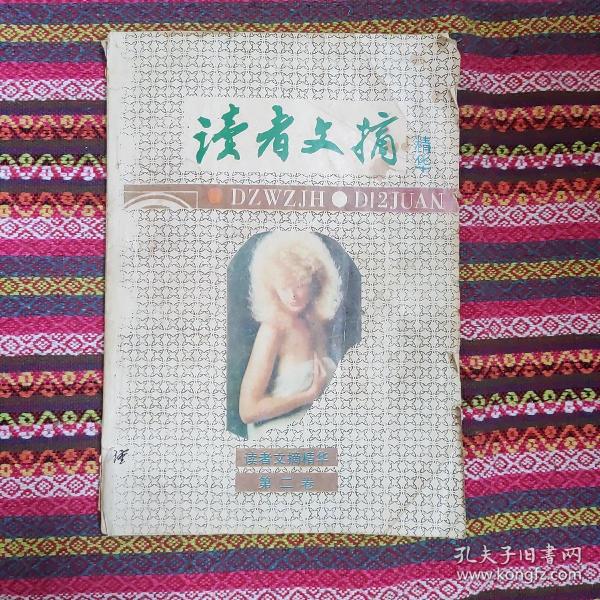 读者文摘
精华
DZWZJH ● DI2JUAN
读者文摘精华
第二卷
孔夫子旧书网
www.kongfz.com